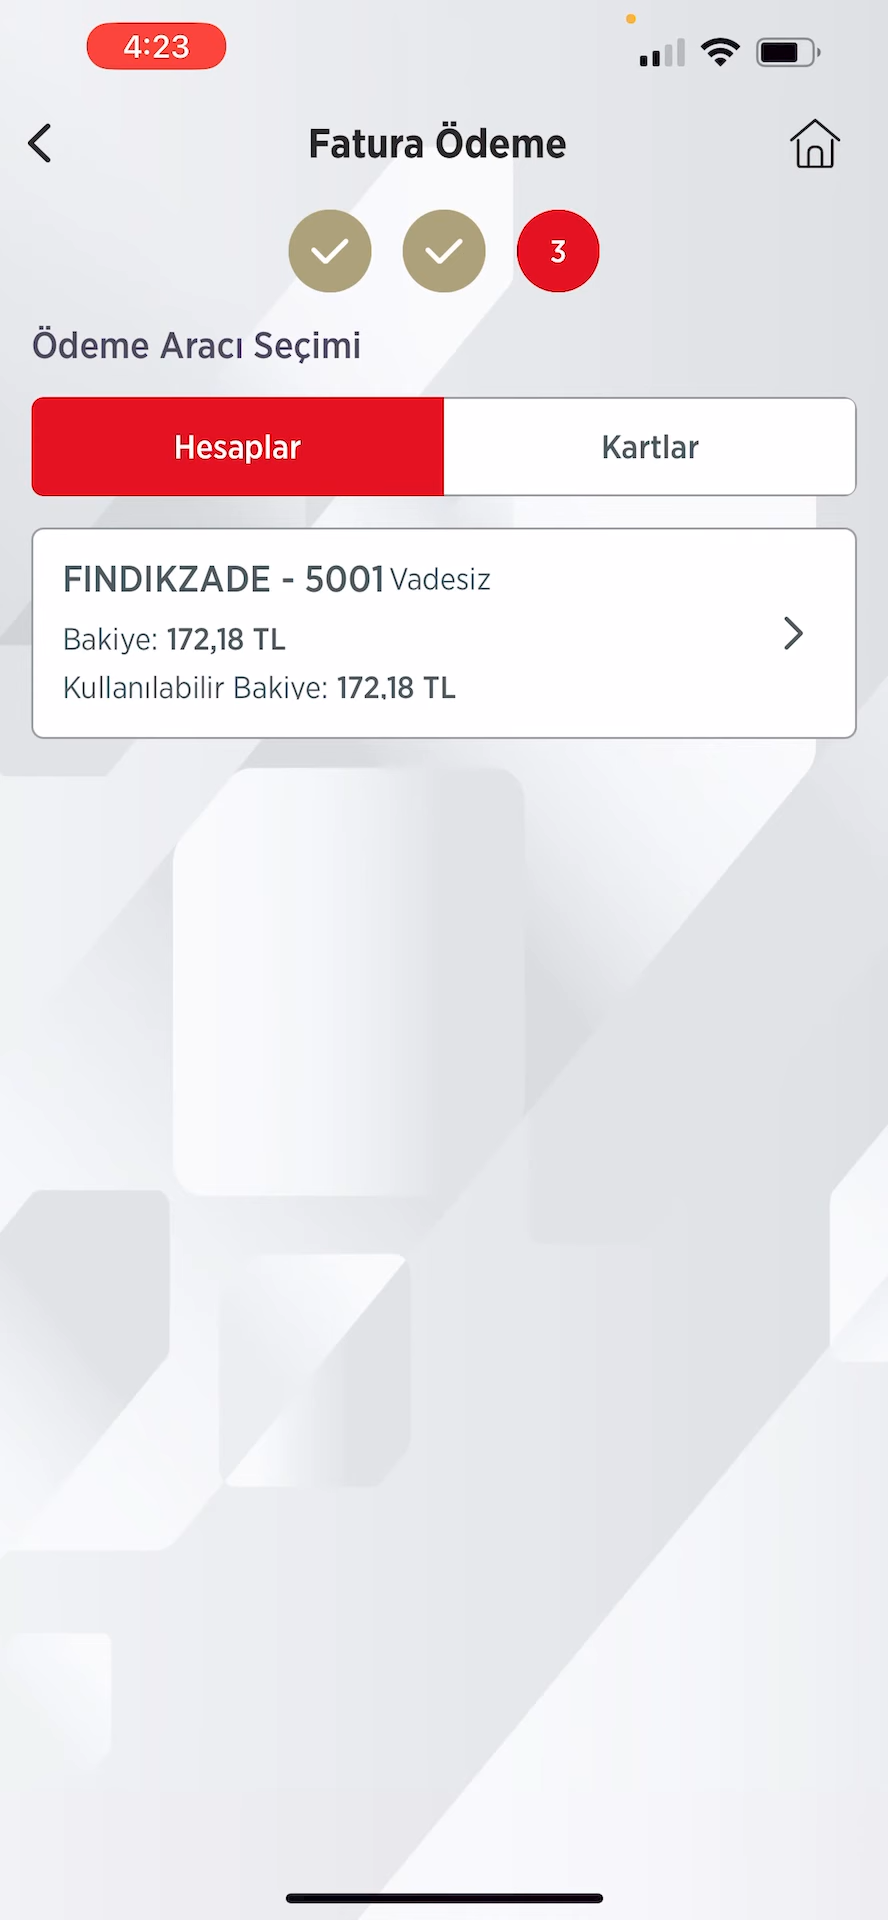 4:23
Fatura Ödeme
3
Ödeme Aracı Seçimi
Hesaplar
Kartlar
FINDIKZADE - 5001 Vadesiz
Bakiye: 172,18 TL
Kullanılabilir Bakiye: 172,18 TL